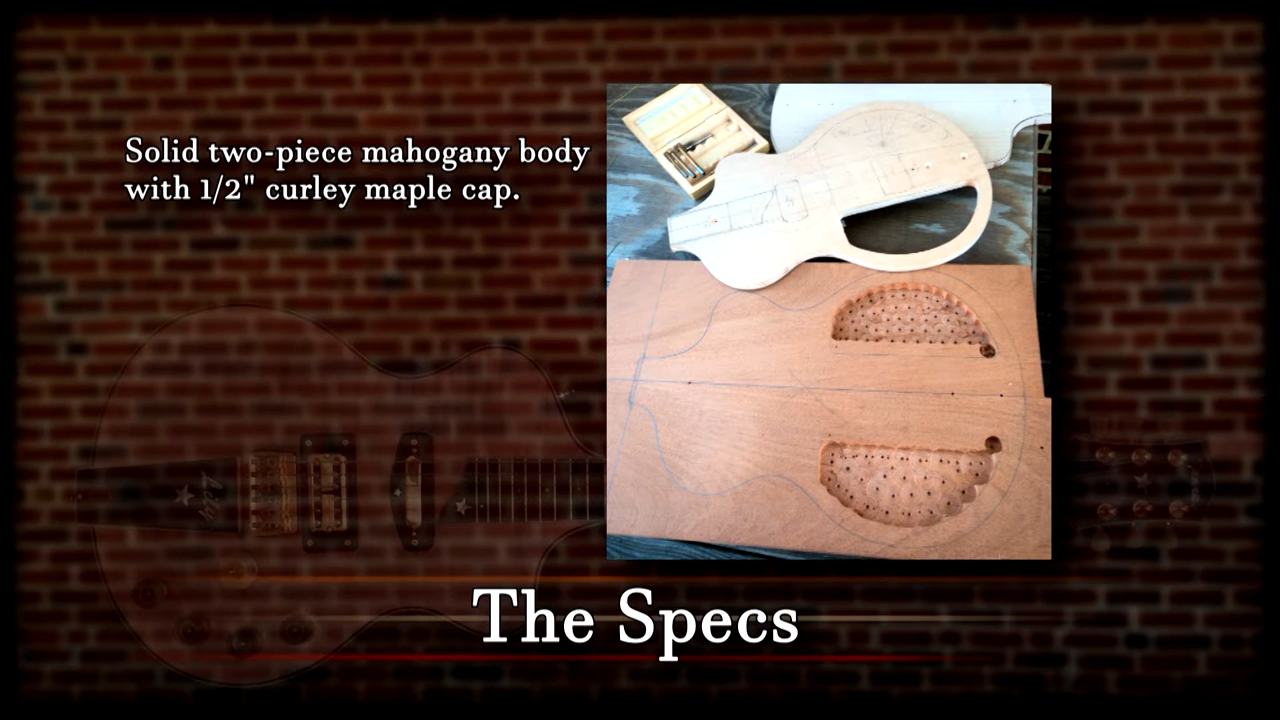 Solid two-piece mahogany body
with 1/2" curley maple cap.
The Specs